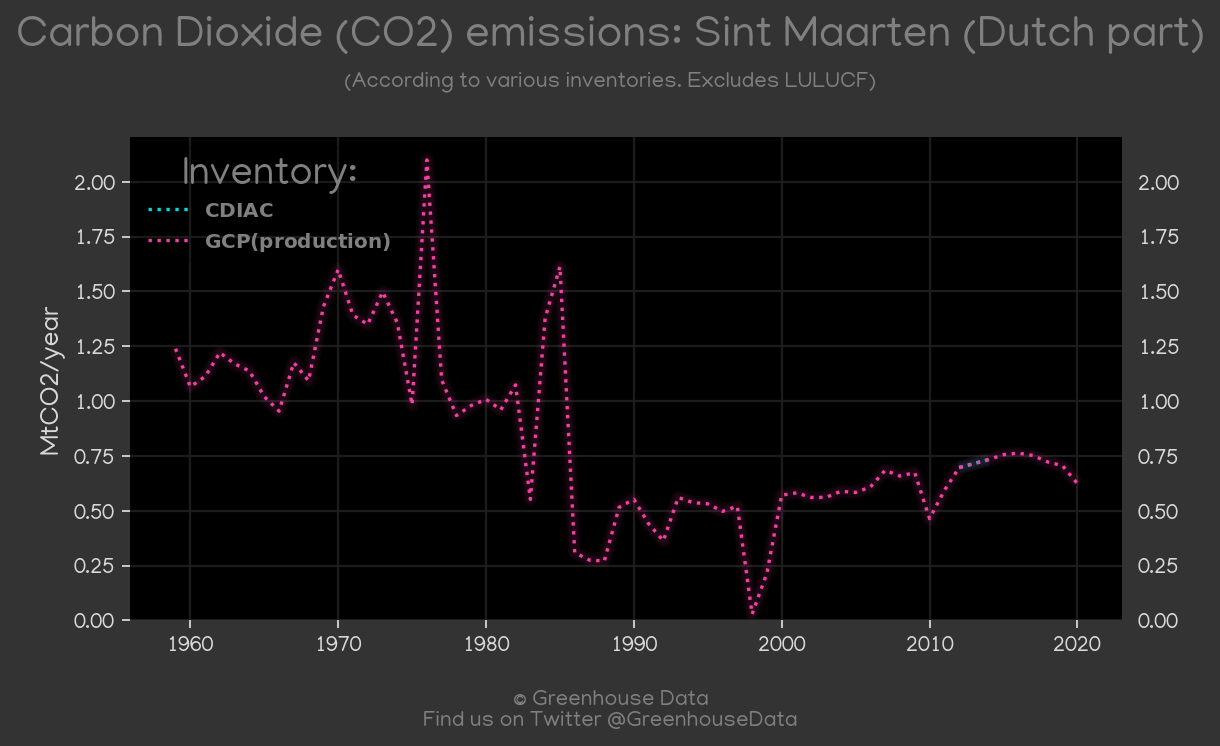 Carbon Dioxide (CO2) emissions: Sint Maarten (Dutch part)
(According to various inventories. Excludes LULUCF)
Inventory:
CDIAC
GCP(production)
MtCO2/year
2.00
1.75
1.50
1.25
1.00
0.75
0.50
0.25
0.00
2.00
1.75
1.50
1.25
1.00
0.75
0.50
0.25
0.00
1960 1970 1980 1990 2000 2010 2020
© Greenhouse Data
Find us on Twitter @GreenhouseData